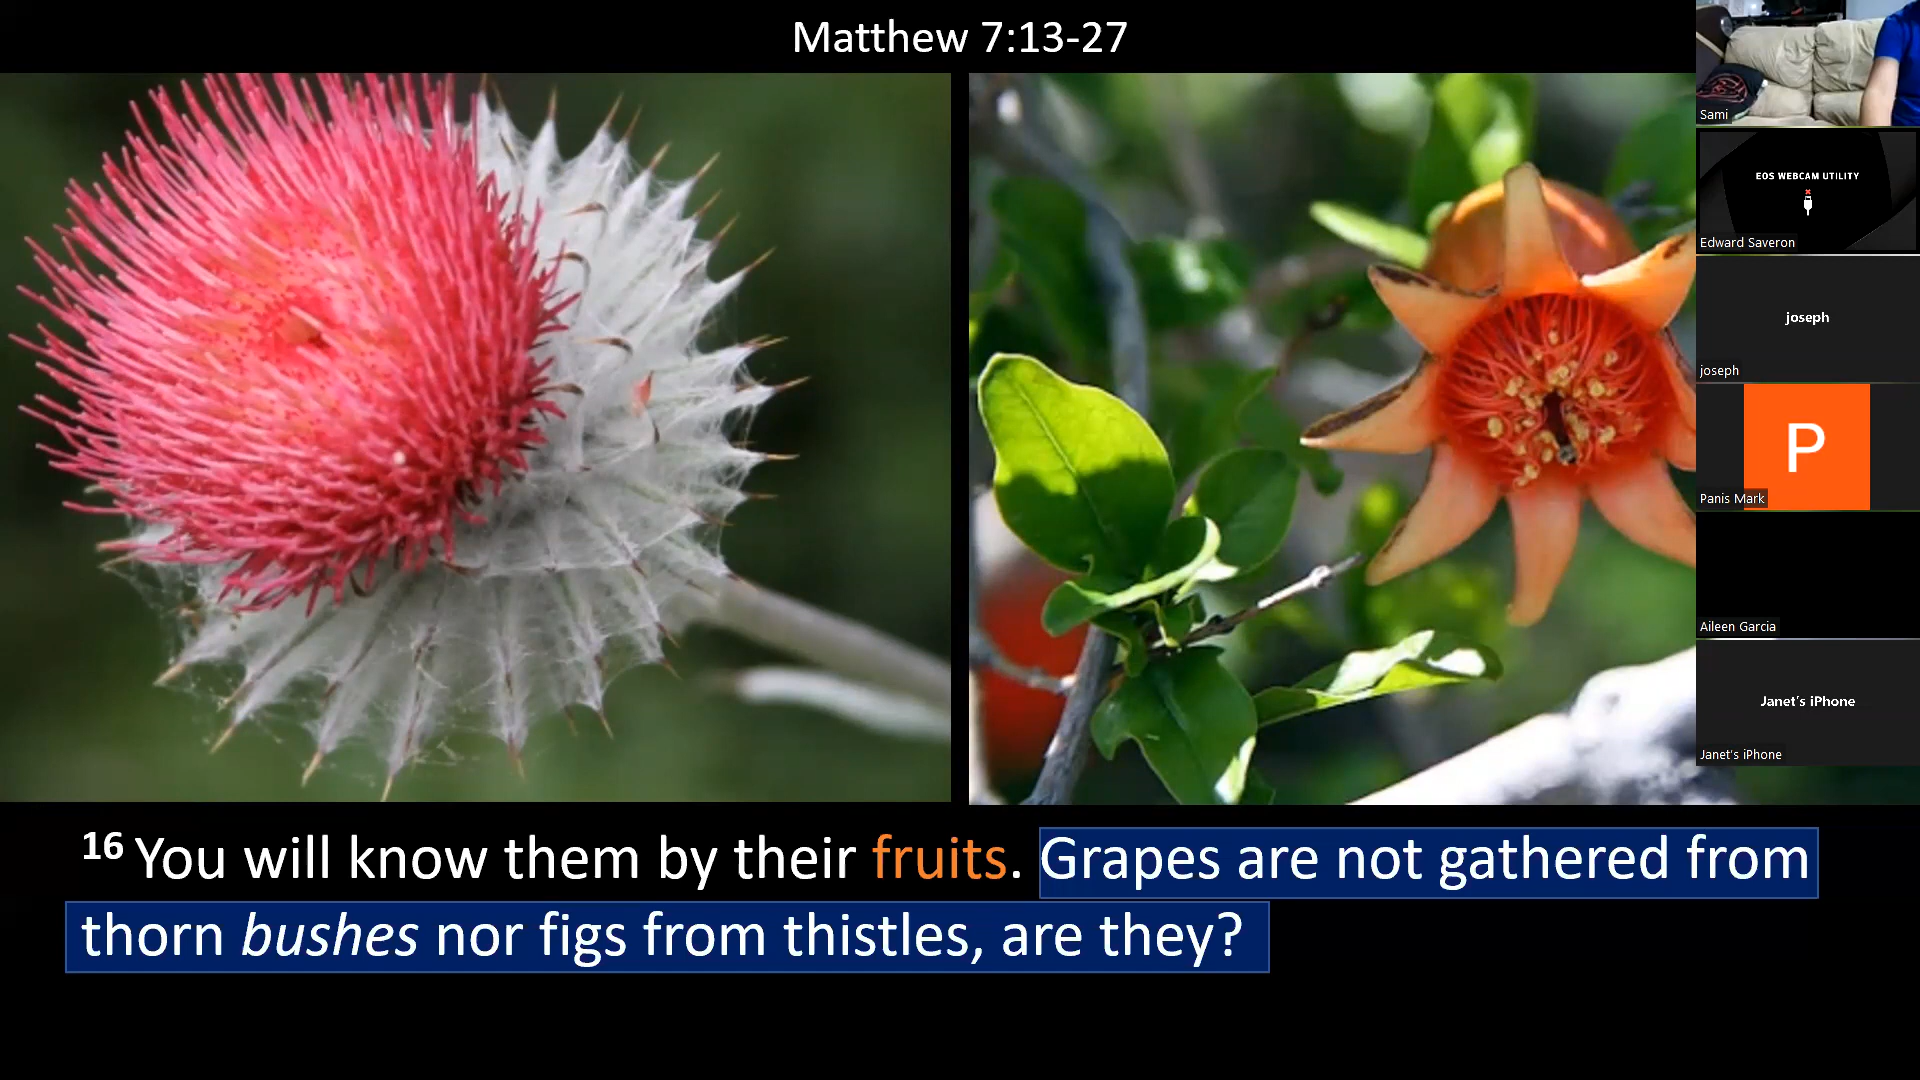 Matthew 7:13-27
Sami
EOS WEBCAM UTILITY
Edward Saveron
joseph
joseph
P
Panis Mark
Aileen Garcia
Janet's iPhone
Janet's iPhone
16 You will know them by their fruits. Grapes are not gathered from
thorn bushes nor figs from thistles, are they?